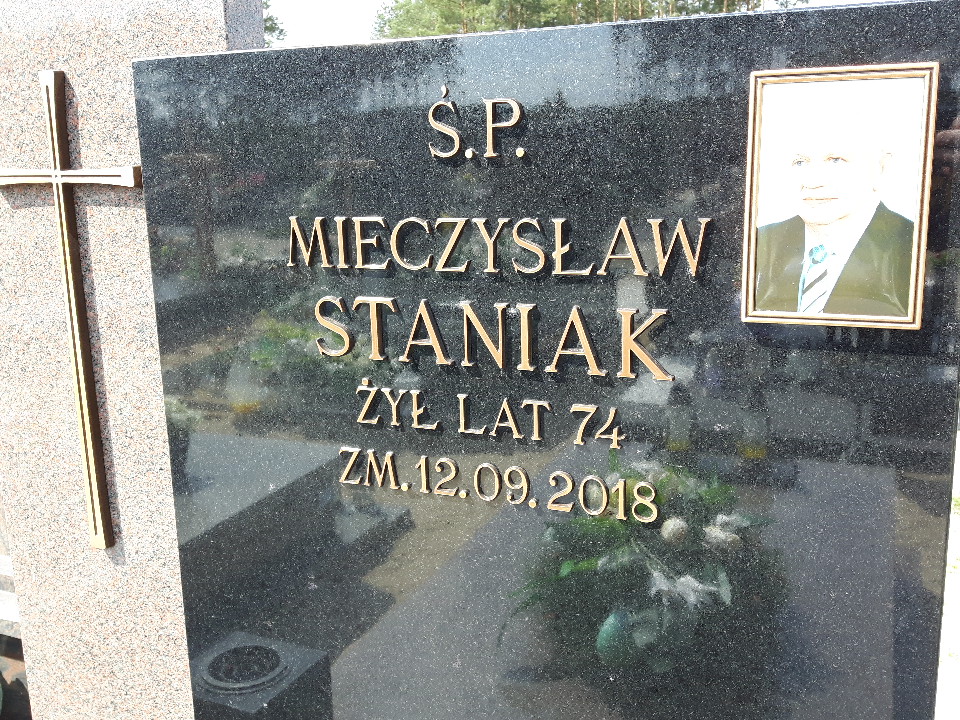 Ś.P.
MIECZYSŁAW
STANIAK
ŻYŁ LAT 74
ZM. 12.09.2018